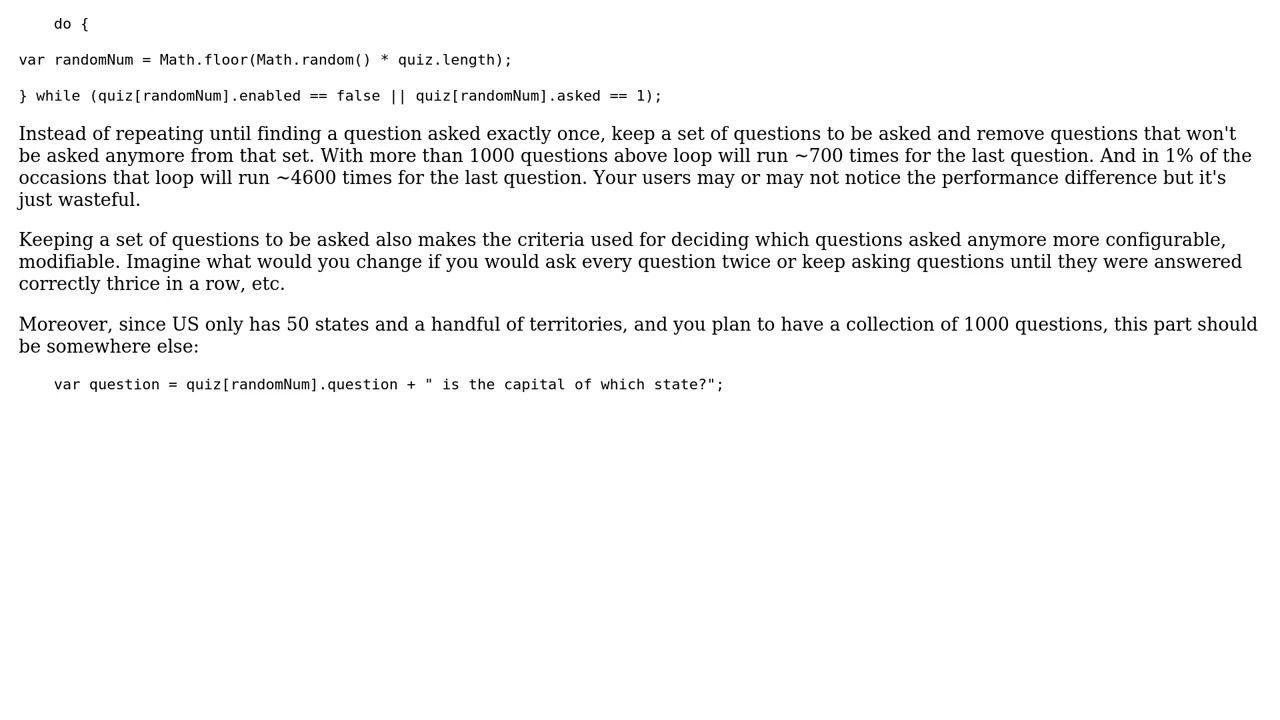 do {
var randomNum = Math.floor(Math.random() * quiz.length);
} while (quiz[randomNum].enabled == false || quiz[randomNum].asked == 1);
Instead of repeating until finding a question asked exactly once, keep a set of questions to be asked and remove questions that won't
be asked anymore from that set. With more than 1000 questions above loop will run ~700 times for the last question. And in 1% of the
occasions that loop will run ~4600 times for the last question. Your users may or may not notice the performance difference but it's
just wasteful.
Keeping a set of questions to be asked also makes the criteria used for deciding which questions asked anymore more configurable,
modifiable. Imagine what would you change if you would ask every question twice or keep asking questions until they were answered
correctly thrice in a row, etc.
Moreover, since US only has 50 states and a handful of territories, and you plan to have a collection of 1000 questions, this part should
be somewhere else:
var question = quiz[randomNum].question + " is the capital of which state?";